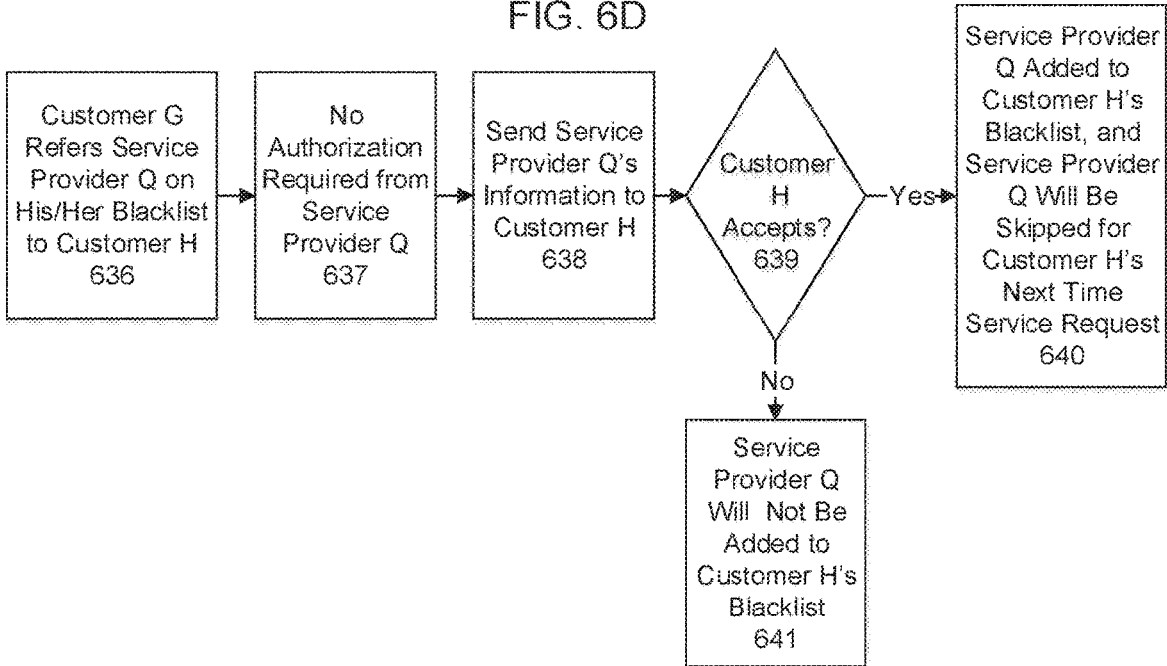 FIG. 6D
Customer G
Refers Service
Provider Q on
His/Her Blacklist
to Customer H
636
No
Authorization
Required from
Service
Provider Q
637
Send Service
Provider Q's
Information to
Customer H
638
Customer
H
Accepts?
639
Yes
Service Provider
Q Added to
Customer H's
Blacklist, and
Service Provider
Q Will Be
Skipped for
Customer H's
Next Time
Service Request
640
No
Service
Provider Q
Will Not Be
Added to
Customer H's
Blacklist
641